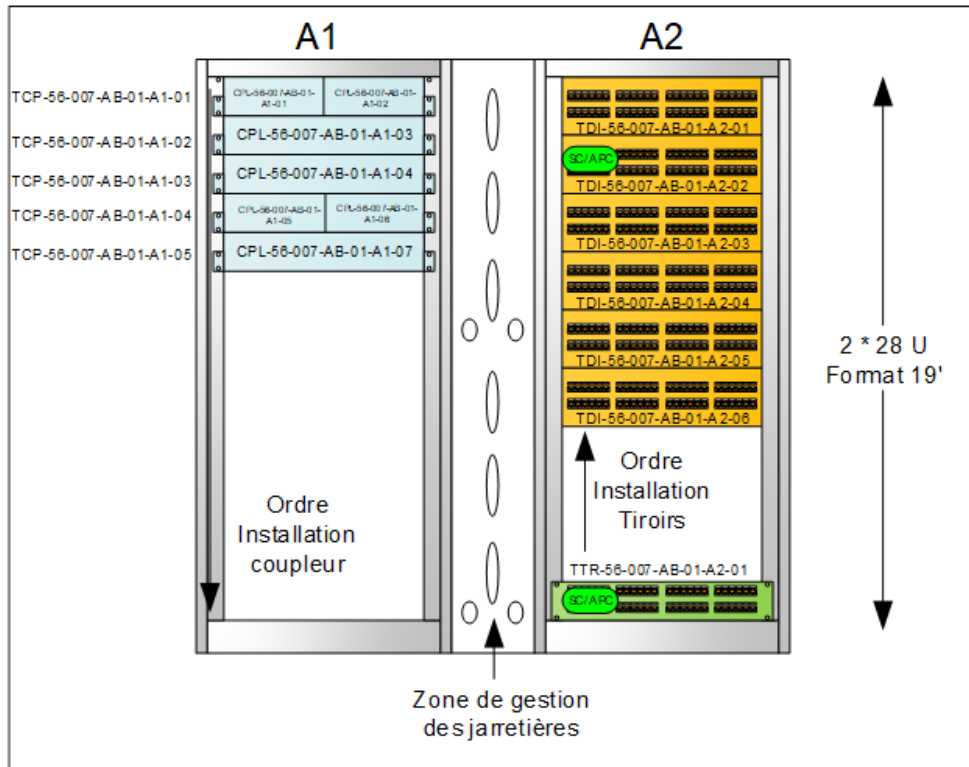 A1
A2
TCP-56-007-AB-01-A1-01
TCP-56-007-AB-01-A1-02
TCP-56-007-AB-01-A1-03
TCP-56-007-AB-01-A1-04
TCP-56-007-AB-01-A1-05
CPL-56-007-AB-01-
A1-01
CPL-56-007-AB-01-
A1-02
CPL-56-007-AB-01-A1-03
CPL-56-007-AB-01-A1-04
CPL-56-007-AB-01-
A1-05
CPL-56-007-AB-01-
A1-06
CPL-56-007-AB-01-A1-07
Ordre
Installation
coupleur
TDI-56-007-AB-01-A2-01
SC/APC
TDI-56-007-AB-01-A2-02
TDI-56-007-AB-01-A2-03
TDI-56-007-AB-01-A2-04
TDI-56-007-AB-01-A2-05
TDI-56-007-AB-01-A2-06
Ordre
Installation
Tiroirs
TTR-56-007-AB-01-A2-01
SC/APC
2 * 28 U
Format 19'
Zone de gestion
des jarretières